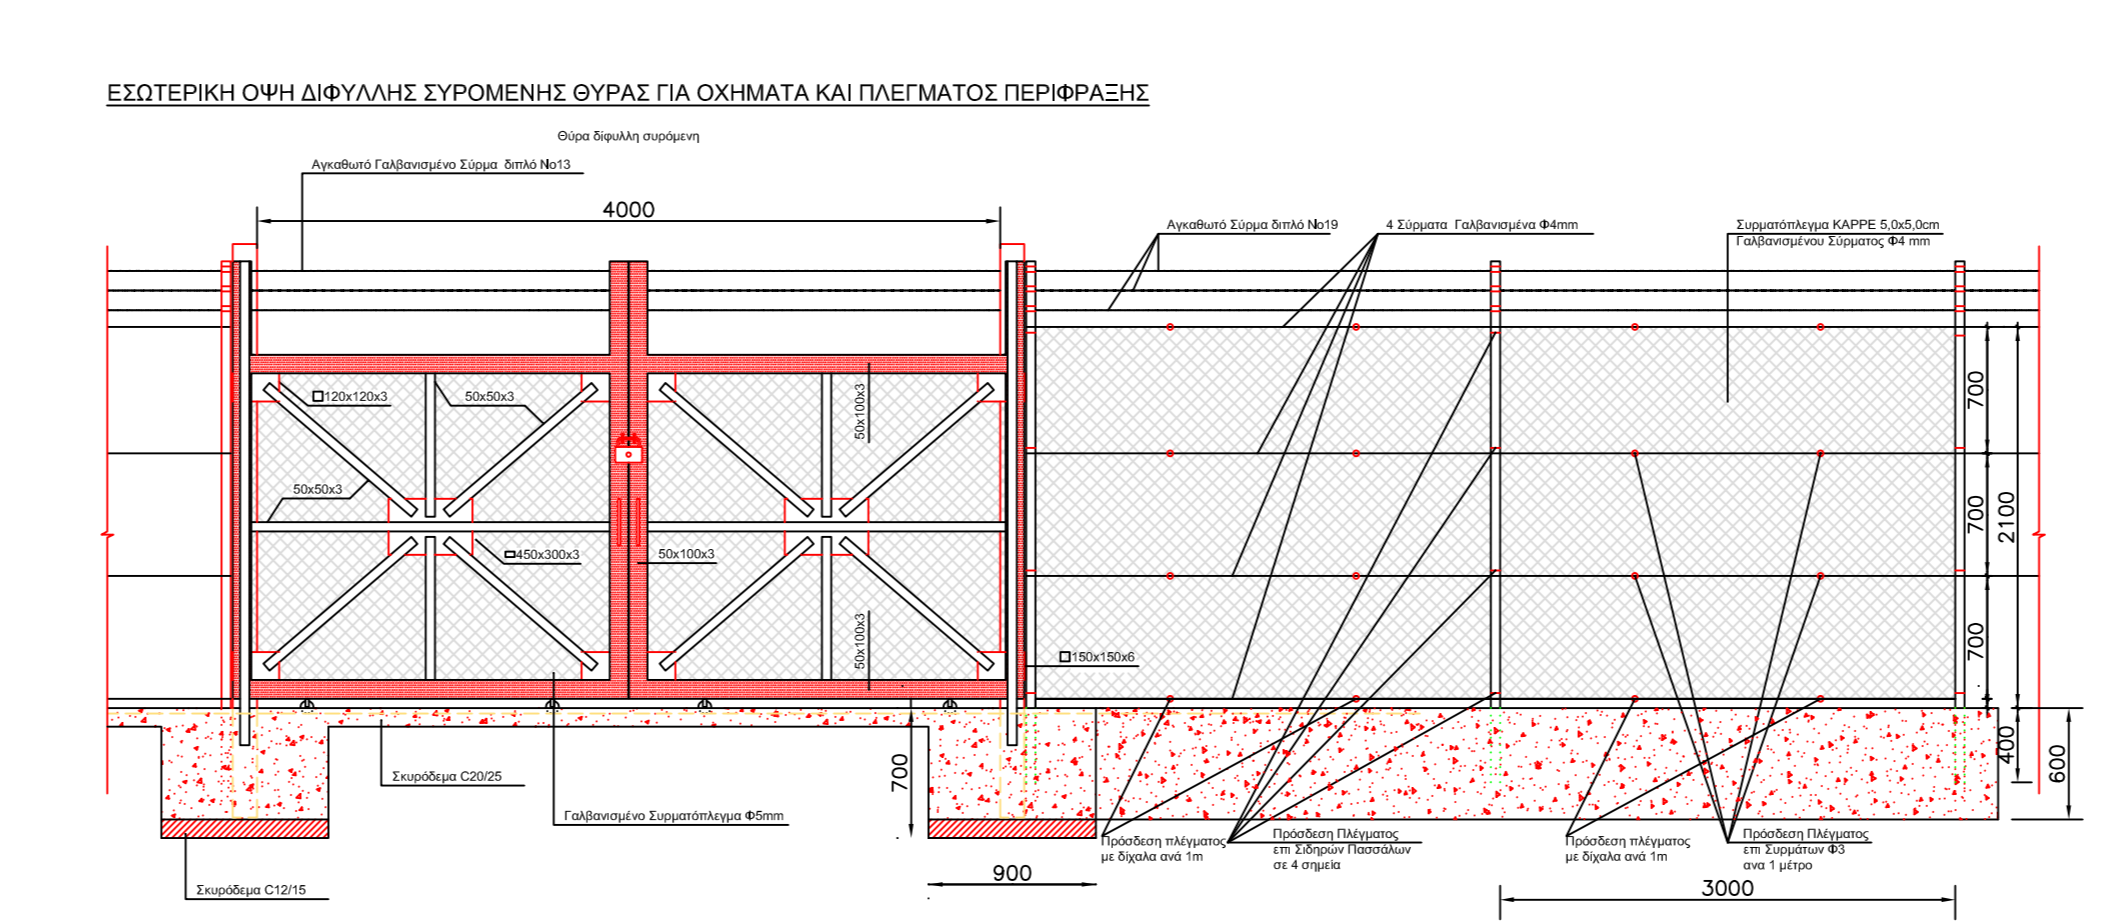 ΕΣΩΤΕΡΙΚΗ ΟΨΗ ΔΙΦΥΛΛΗΣ ΣΥΡΟΜΕΝΗΣ ΘΥΡΑΣ ΓΙΑ ΟΧΗΜΑΤΑ ΚΑΙ ΠΛΕΓΜΑΤΟΣ ΠΕΡΙΦΡΑΞΗΣ
Θύρα δίφυλλη συρόμενη
Αγκαθωτό Γαλβανισμένο Σύρμα διπλό Νο13
4000
Αγκαθωτό Σύρμα διπλό Νο19
4 Σύρματα Γαλβανισμένα Φ4mm
Συρματόπλεγμα KAPPE 5,0x5,0cm
Γαλβανισμένου Σύρματος Φ4 mm
120x120x3
50x50x3
50x100x3
700
50x50x3
700
2100
450x300x3
50x100x3
50x100x3
700
150x150x6
400
600
700
Σκυρόδεμα C20/25
Γαλβανισμένο Συρματόπλεγμα Φ5mm
Πρόσδεση πλέγματος
με δίχαλα ανά 1m
Πρόσδεση Πλέγματος
επι Σιδηρών Πασσάλων
σε 4 σημεία
Πρόσδεση πλέγματος
με δίχαλα ανά 1m
Πρόσδεση Πλέγματος
επι Συρμάτων Φ3
ανα 1 μέτρο
900
3000
Σκυρόδεμα C12/15